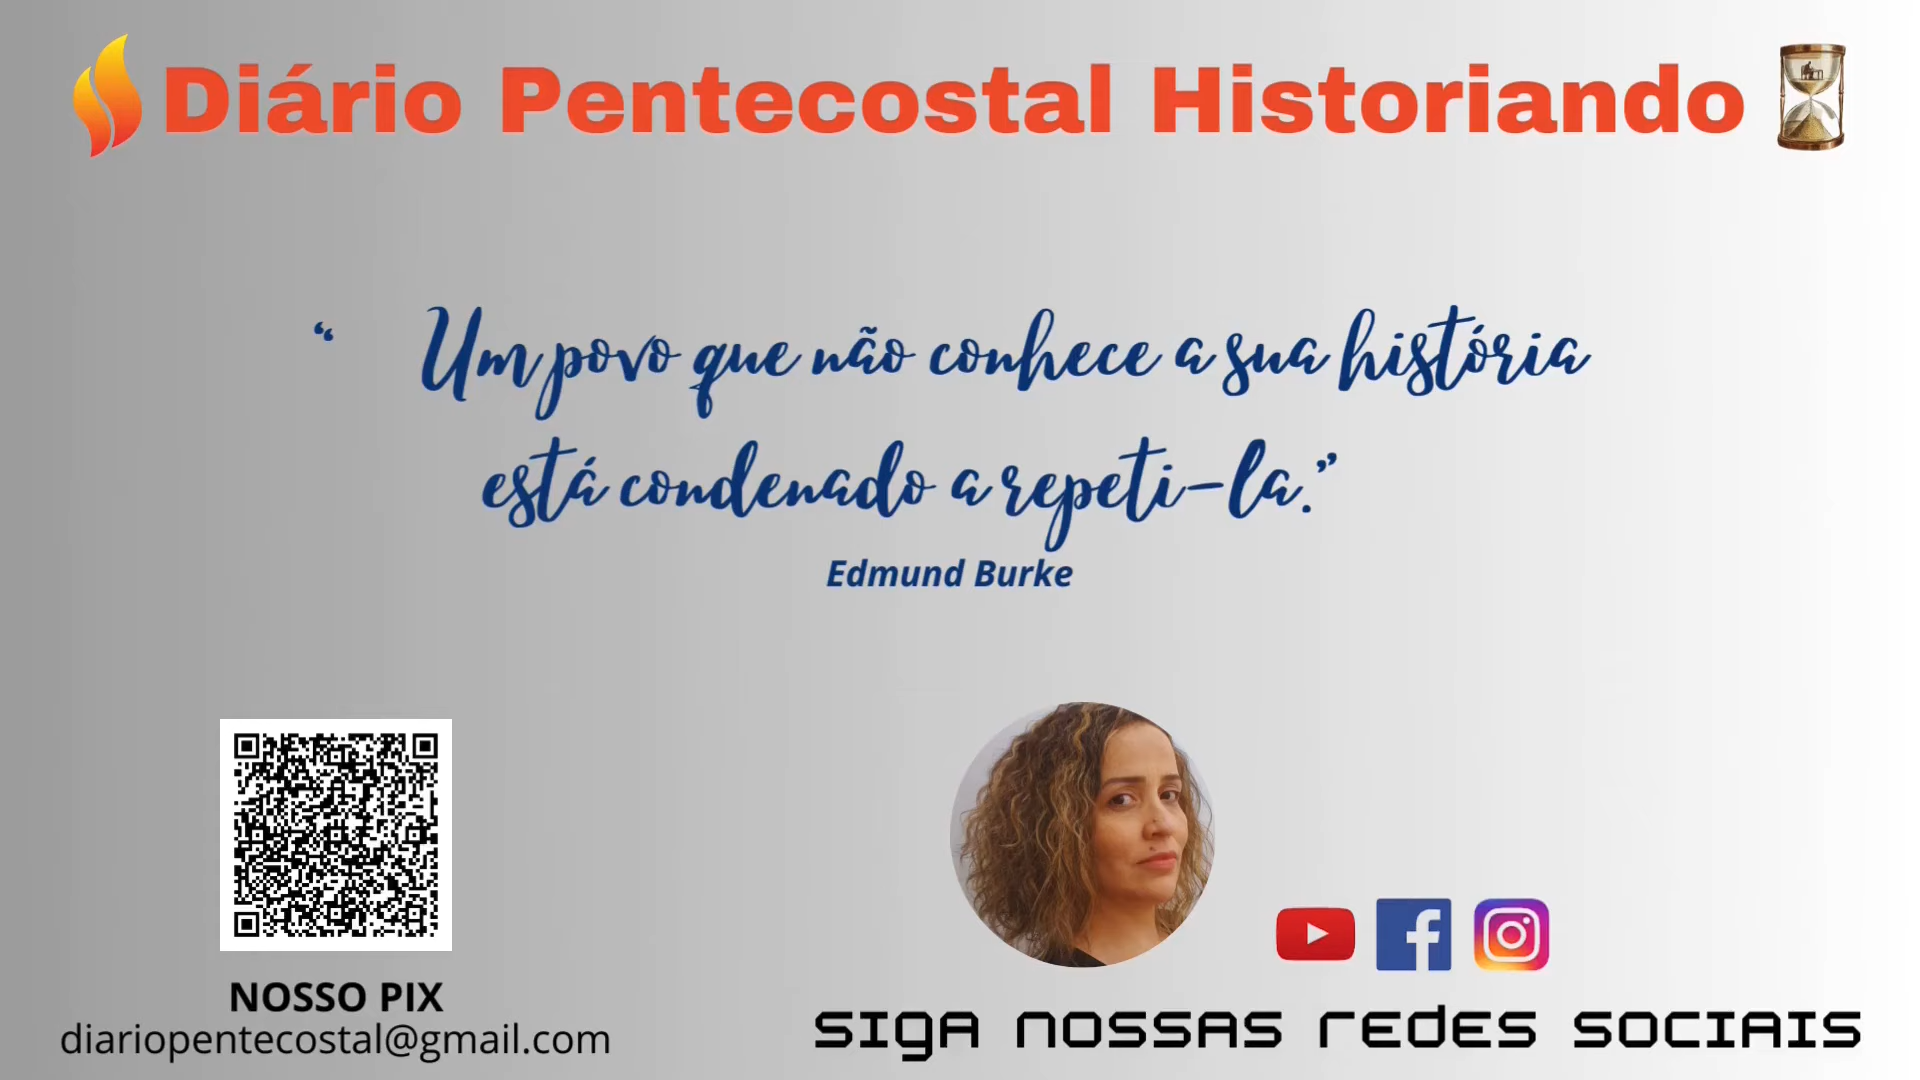 Diário Pentecostal Historiando
“ Um povo que não conhece a sua história
está condenado a repeti-la.”
Edmund Burke
NOSSO PIX
diariopentecostal@gmail.com
SIGA NOSSAS REDES SOCIAIS